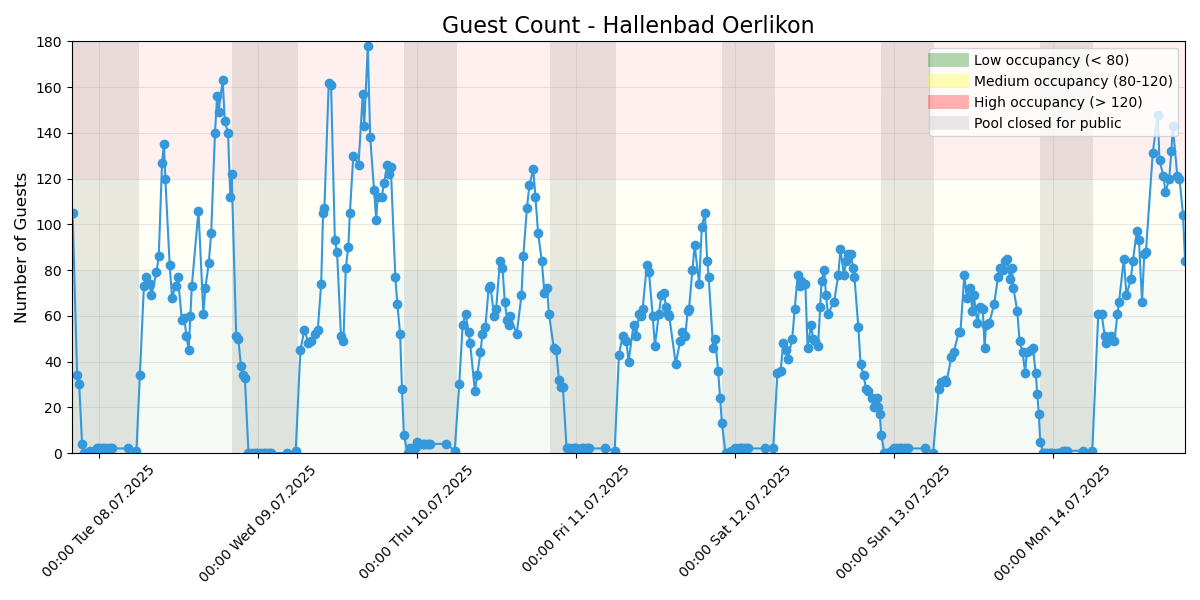 Guest Count - Hallenbad Oerlikon
Number of Guests
180
160
140
120
100
80
60
40
20
0
Low occupancy (< 80)
Medium occupancy (80-120)
High occupancy (> 120)
Pool closed for public
00:00 Tue 08.07.2025
00:00 Wed 09.07.2025
00:00 Thu 10.07.2025
00:00 Fri 11.07.2025
00:00 Sat 12.07.2025
00:00 Sun 13.07.2025
00:00 Mon 14.07.2025